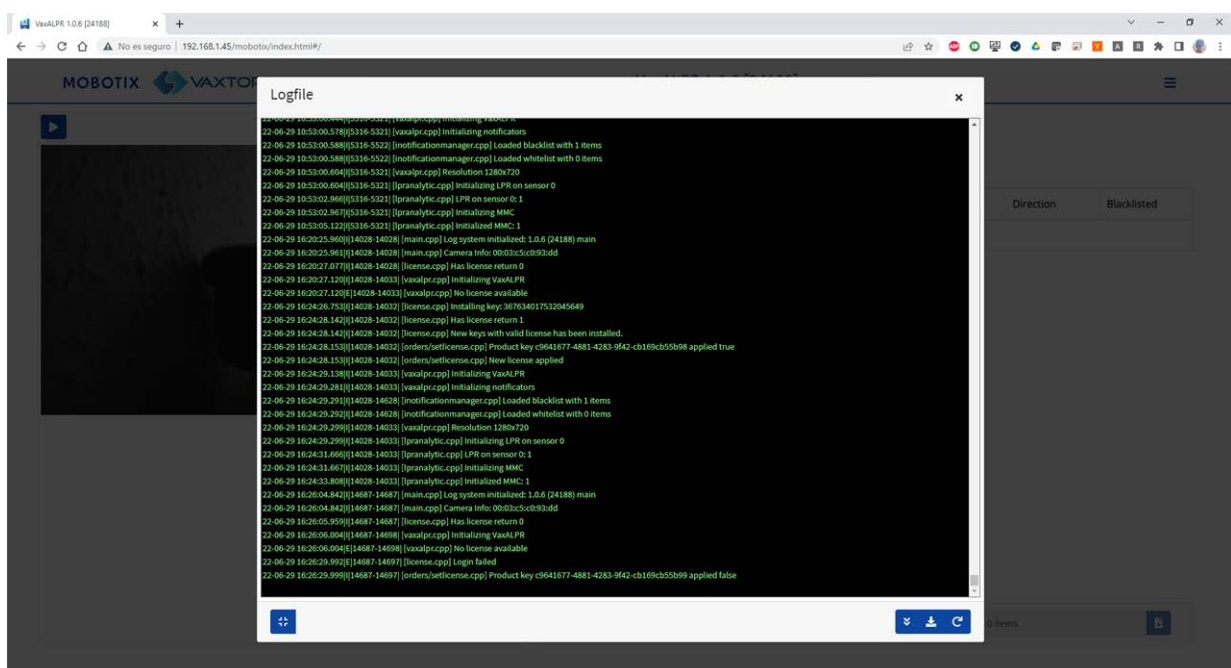 VaxALPR 1.0.6 [24188]
No es seguro | 192.168.1.45/mobotix/index.html#/
MOBOTIX VAXTOR
Logfile
22-06-29 10:53:00.444|I|5316-5321| [vaxalpr.cpp] Initializing VaxALPR
22-06-29 10:53:00.578|I|5316-5321| [vaxalpr.cpp] Initializing notificators
22-06-29 10:53:00.588|I|5316-5522| [inotificationmanager.cpp] Loaded blacklist with 1 items
22-06-29 10:53:00.588|I|5316-5522| [inotificationmanager.cpp] Loaded whitelist with 0 items
22-06-29 10:53:00.604|I|5316-5321| [vaxalpr.cpp] Resolution 1280x720
22-06-29 10:53:00.604|I|5316-5321| [lpranalytic.cpp] Initializing LPR on sensor 0
22-06-29 10:53:02.966|I|5316-5321| [lpranalytic.cpp] LPR on sensor 0: 1
22-06-29 10:53:02.967|I|5316-5321| [lpranalytic.cpp] Initializing MMC
22-06-29 10:53:05.122|I|5316-5321| [lpranalytic.cpp] Initialized MMC: 1
22-06-29 16:20:25.960|I|14028-14028| [main.cpp] Log system initialized: 1.0.6 (24188) main
22-06-29 16:20:25.961|I|14028-14028| [main.cpp] Camera Info: 00:03:c5:c0:93:dd
22-06-29 16:20:27.077|I|14028-14028| [license.cpp] Has license return 0
22-06-29 16:20:27.120|I|14028-14033| [vaxalpr.cpp] Initializing VaxALPR
22-06-29 16:20:27.120|E|14028-14033| [vaxalpr.cpp] No license available
22-06-29 16:24:26.753|I|14028-14032| [license.cpp] Installing key: 367634017532045649
22-06-29 16:24:28.142|I|14028-14032| [license.cpp] Has license return 1
22-06-29 16:24:28.142|I|14028-14032| [license.cpp] New keys with valid license has been installed.
22-06-29 16:24:28.153|I|14028-14032| [orders/setlicense.cpp] Product key c9641677-4881-4283-9f42-cb169cb55b98 applied true
22-06-29 16:24:28.153|I|14028-14032| [orders/setlicense.cpp] New license applied
22-06-29 16:24:29.138|I|14028-14033| [vaxalpr.cpp] Initializing VaxALPR
22-06-29 16:24:29.281|I|14028-14033| [vaxalpr.cpp] Initializing notificators
22-06-29 16:24:29.291|I|14028-14628| [inotificationmanager.cpp] Loaded blacklist with 1 items
22-06-29 16:24:29.292|I|14028-14628| [inotificationmanager.cpp] Loaded whitelist with 0 items
22-06-29 16:24:29.299|I|14028-14033| [vaxalpr.cpp] Resolution 1280x720
22-06-29 16:24:29.299|I|14028-14033| [lpranalytic.cpp] Initializing LPR on sensor 0
22-06-29 16:24:31.666|I|14028-14033| [lpranalytic.cpp] LPR on sensor 0: 1
22-06-29 16:24:31.667|I|14028-14033| [lpranalytic.cpp] Initializing MMC
22-06-29 16:24:33.808|I|14028-14033| [lpranalytic.cpp] Initialized MMC: 1
22-06-29 16:26:04.842|I|14687-14687| [main.cpp] Log system initialized: 1.0.6 (24188) main
22-06-29 16:26:04.842|I|14687-14687| [main.cpp] Camera Info: 00:03:c5:c0:93:dd
22-06-29 16:26:05.959|I|14687-14687| [license.cpp] Has license return 0
22-06-29 16:26:06.004|I|14687-14698| [vaxalpr.cpp] Initializing VaxALPR
22-06-29 16:26:06.004|E|14687-14698| [vaxalpr.cpp] No license available
22-06-29 16:26:29.992|E|14687-14697| [license.cpp] Login failed
22-06-29 16:26:29.999|I|14687-14697| [orders/setlicense.cpp] Product key c9641677-4881-4283-9f42-cb169cb55b99 applied false
Direction Blacklisted
0 items